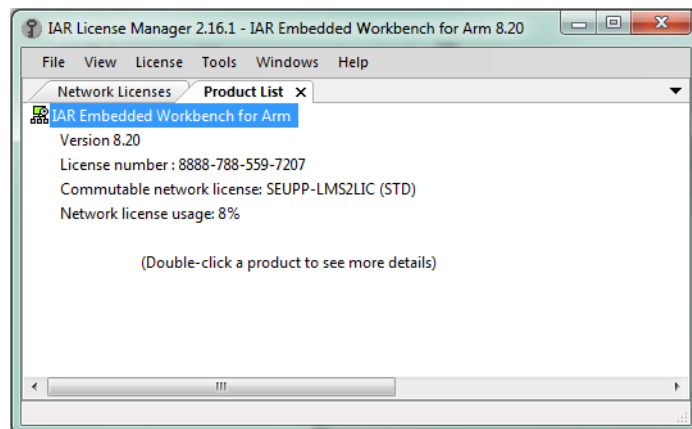 IAR License Manager 2.16.1 - IAR Embedded Workbench for Arm 8.20
File View License Tools Windows Help
Network Licenses Product List
IAR Embedded Workbench for Arm
Version 8.20
License number : 8888-788-559-7207
Commutable network license: SEUPP-LMS2LIC (STD)
Network license usage: 8%
(Double-click a product to see more details)